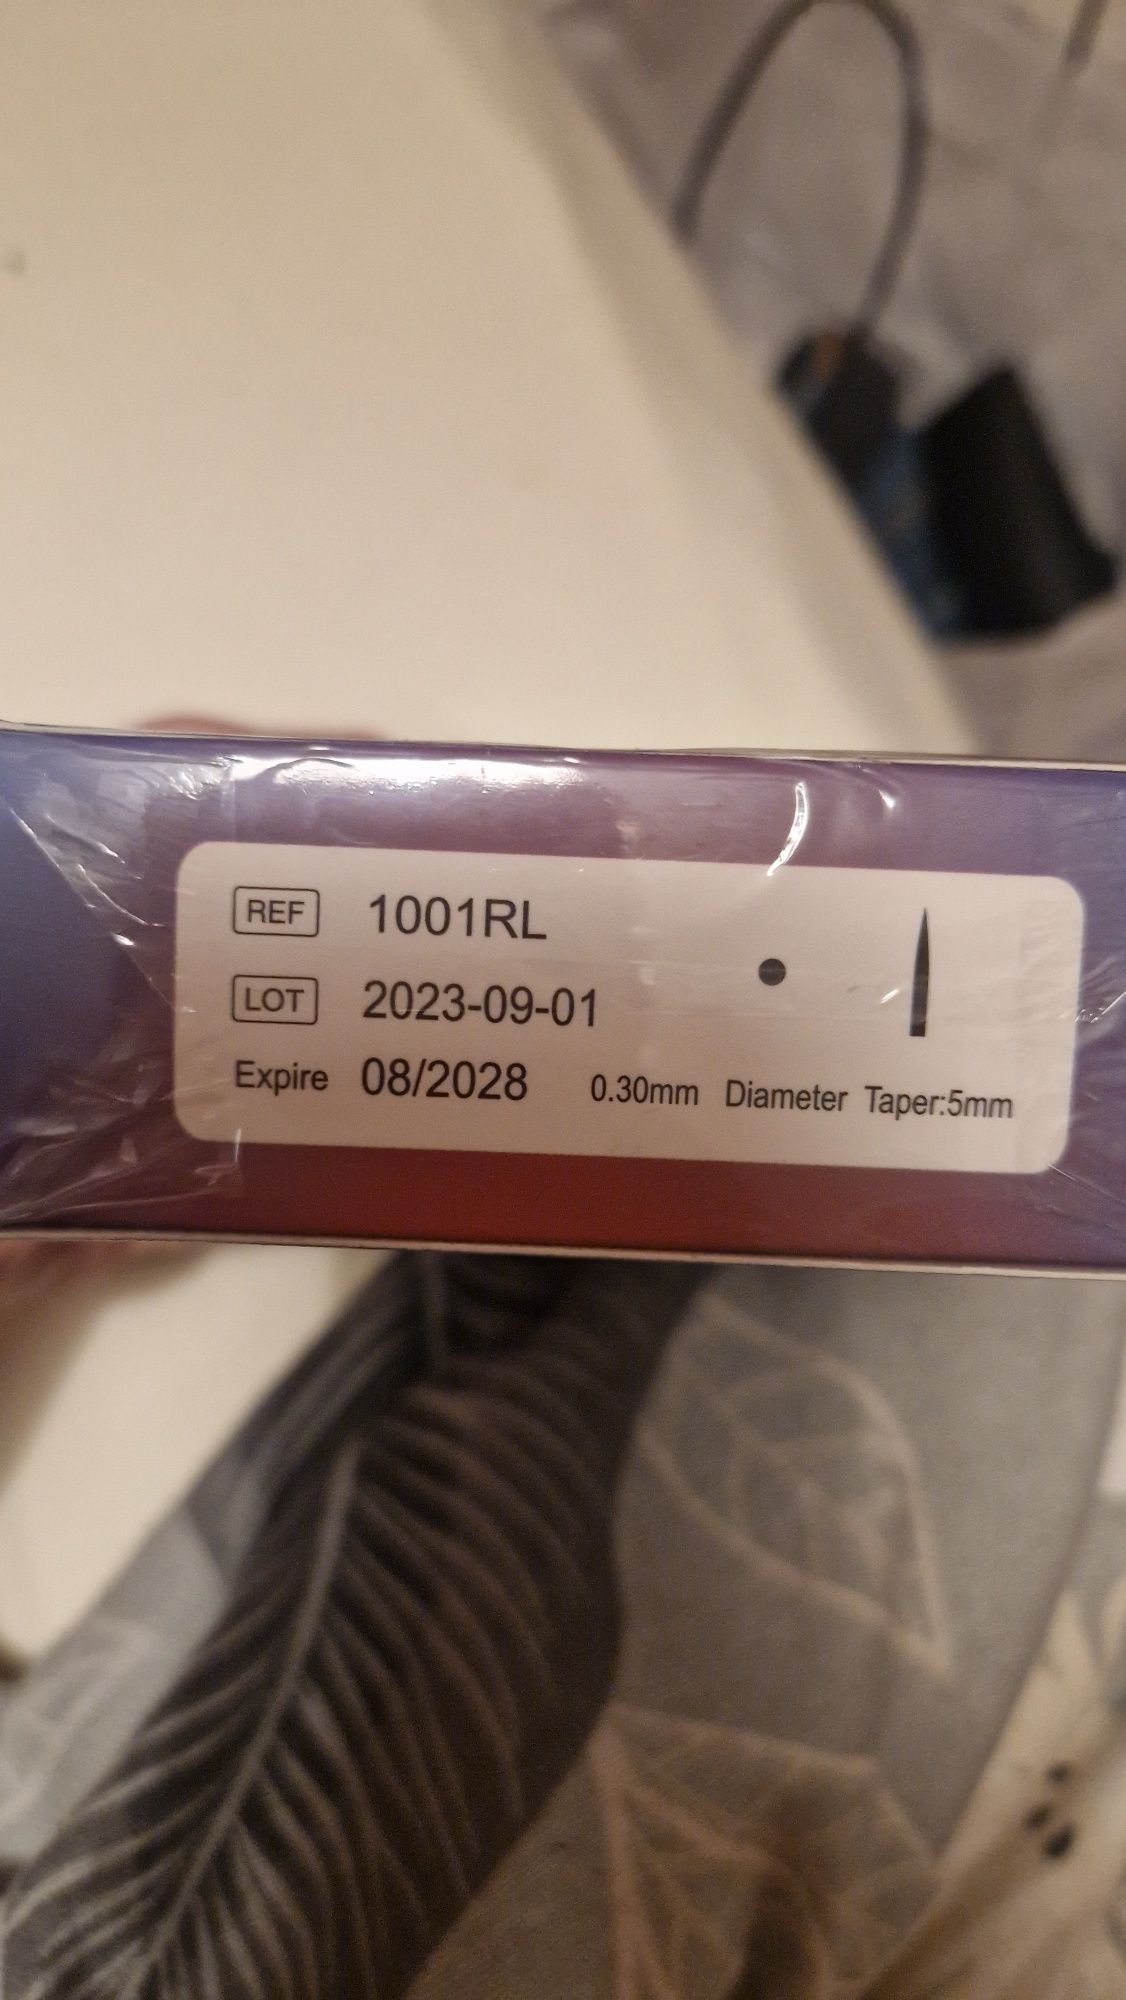 REF 1001RL
LOT 2023-09-01
Expire 08/2028 0.30mm Diameter Taper:5mm